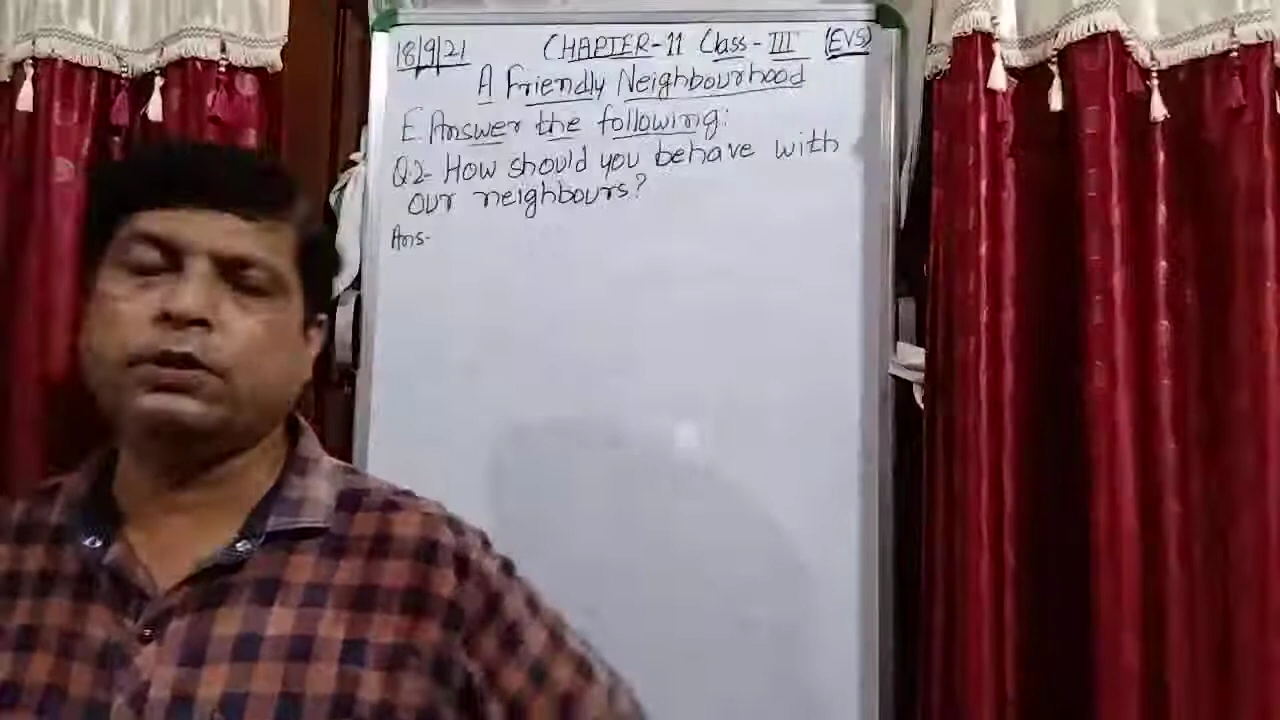 18/9/21 CHAPTER-11 Class-III (EVS)
A Friendly Neighbourhood
E. Answer the following:
Q.2- How should you behave with
our neighbours?
Ans-